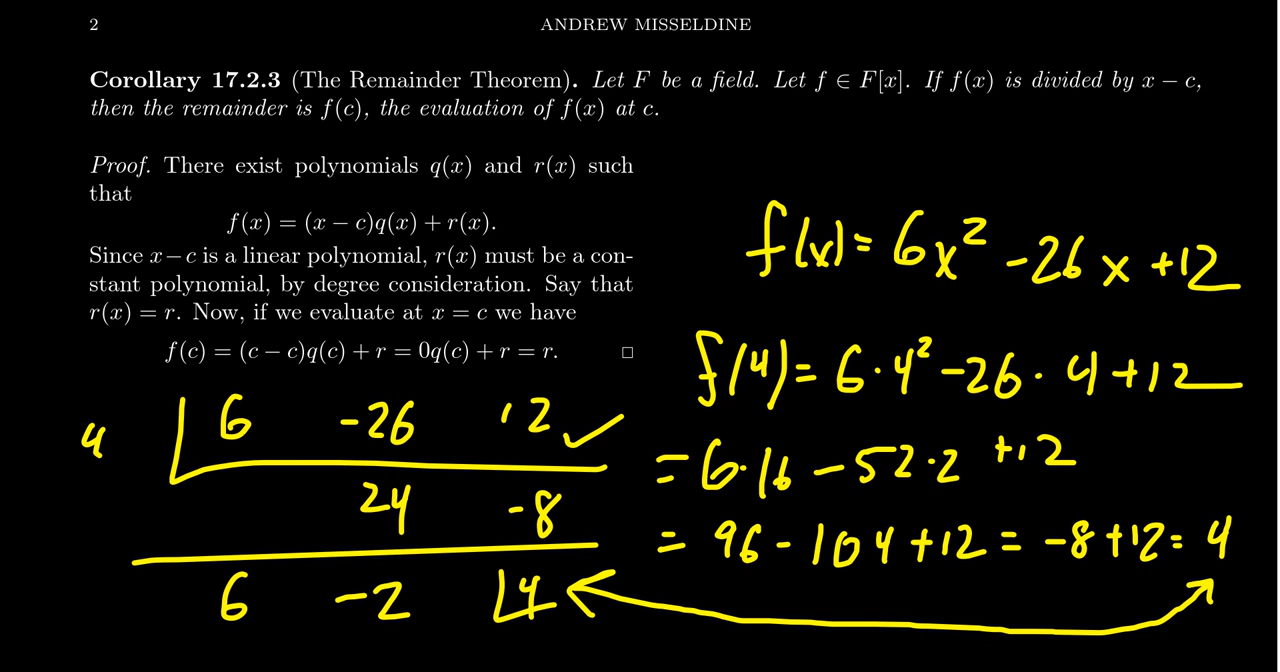 2 ANDREW MISSELDINE
Corollary 17.2.3 (The Remainder Theorem). Let F be a field. Let f ∈ F[x]. If f(x) is divided by x − c,
then the remainder is f(c), the evaluation of f(x) at c.
Proof. There exist polynomials q(x) and r(x) such
that
f(x) = (x − c)q(x) + r(x).
Since x−c is a linear polynomial, r(x) must be a con-
stant polynomial, by degree consideration. Say that
r(x) = r. Now, if we evaluate at x = c we have
f(c) = (c − c)q(c) + r = 0q(c) + r = r. □
4 6 -26 12 ✓
24 -8
6 -2 4
f(x) = 6x² -26x +12
f(4) = 6·4² -26·4 +12
= 6·16 - 52·2 +12
= 96 - 104 +12 = -8+12 = 4